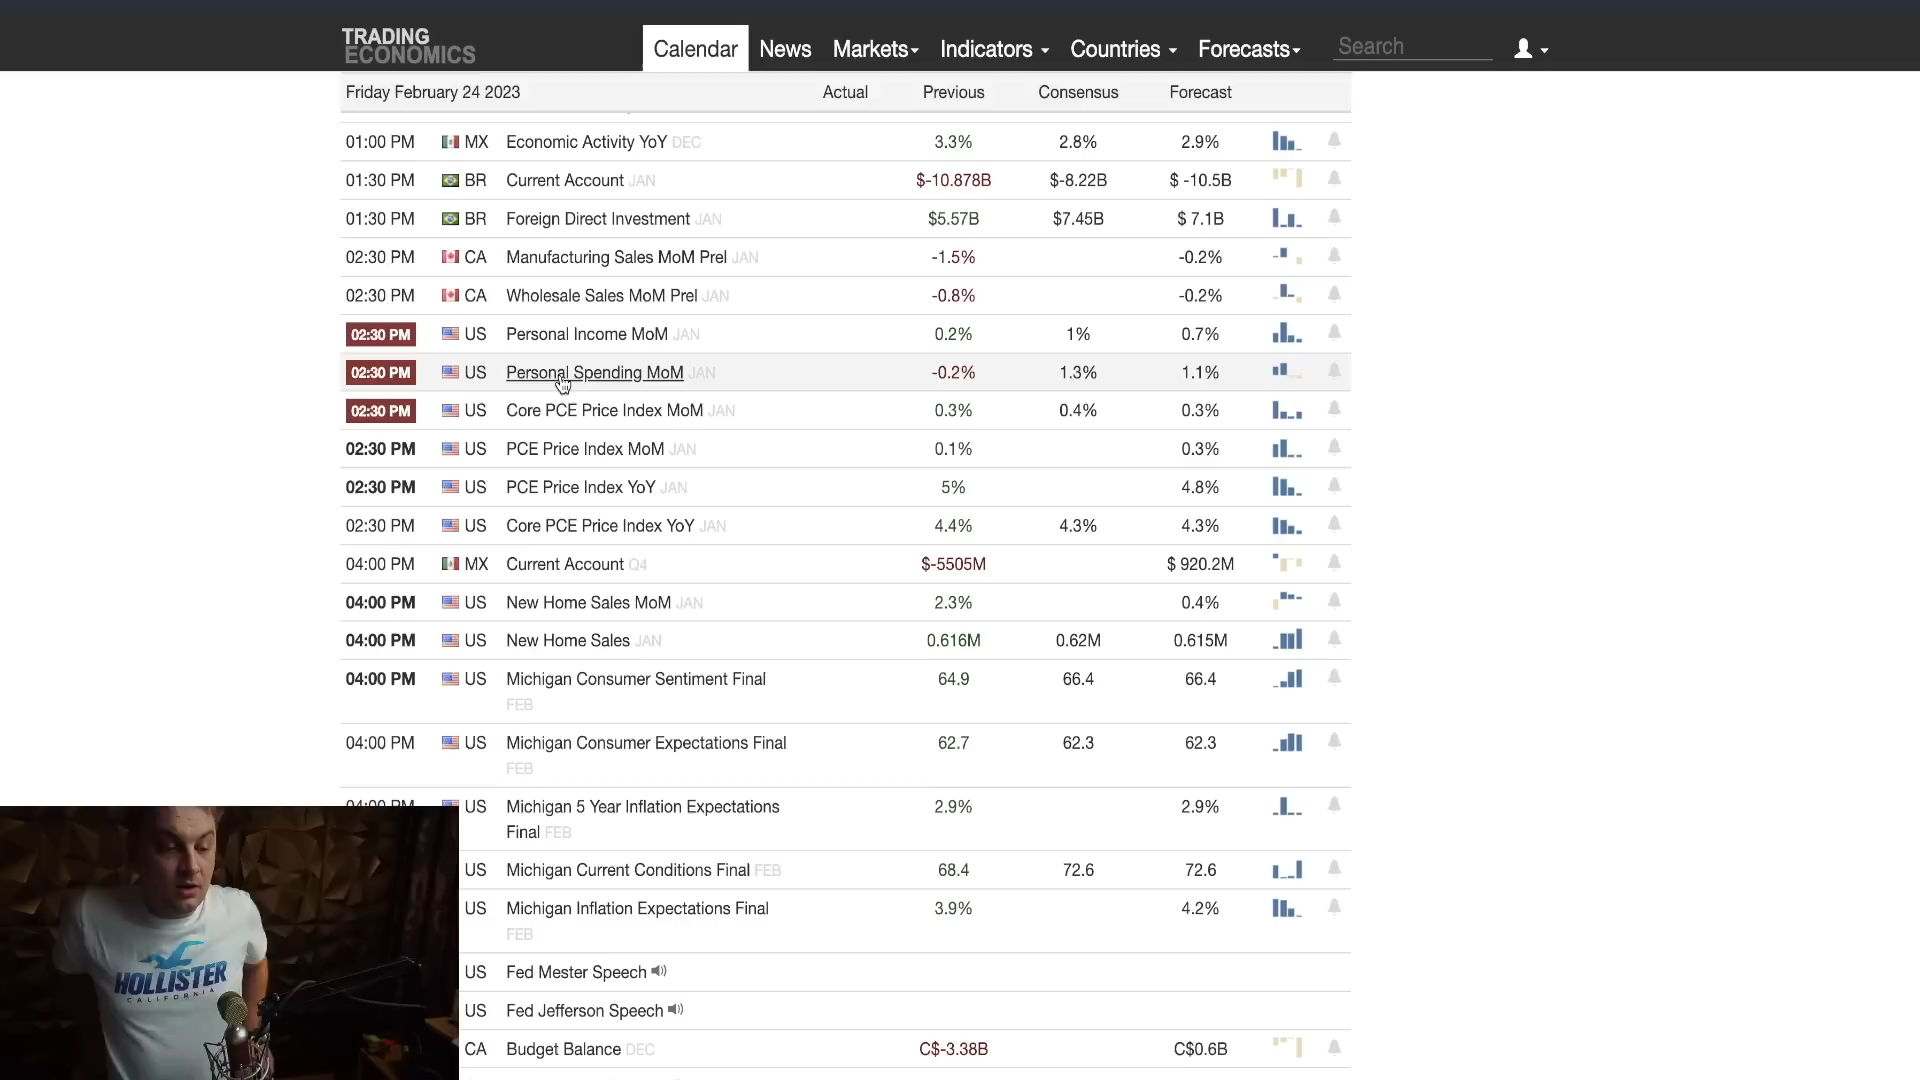 TRADING
ECONOMICS
Calendar News Markets Indicators Countries Forecasts Search
Friday February 24 2023 Actual Previous Consensus Forecast
01:00 PM MX Economic Activity YoY DEC 3.3% 2.8% 2.9%
01:30 PM BR Current Account JAN $-10.878B $-8.22B $ -10.5B
01:30 PM BR Foreign Direct Investment JAN $5.57B $7.45B $ 7.1B
02:30 PM CA Manufacturing Sales MoM Prel JAN -1.5% -0.2%
02:30 PM CA Wholesale Sales MoM Prel JAN -0.8% -0.2%
02:30 PM US Personal Income MoM JAN 0.2% 1% 0.7%
02:30 PM US Personal Spending MoM JAN -0.2% 1.3% 1.1%
02:30 PM US Core PCE Price Index MoM JAN 0.3% 0.4% 0.3%
02:30 PM US PCE Price Index MoM JAN 0.1% 0.3%
02:30 PM US PCE Price Index YoY JAN 5% 4.8%
02:30 PM US Core PCE Price Index YoY JAN 4.4% 4.3% 4.3%
04:00 PM MX Current Account Q4 $-5505M $ 920.2M
04:00 PM US New Home Sales MoM JAN 2.3% 0.4%
04:00 PM US New Home Sales JAN 0.616M 0.62M 0.615M
04:00 PM US Michigan Consumer Sentiment Final 64.9 66.4 66.4
FEB
04:00 PM US Michigan Consumer Expectations Final 62.7 62.3 62.3
FEB
04:00 PM US Michigan 5 Year Inflation Expectations 2.9% 2.9%
Final FEB
US Michigan Current Conditions Final FEB 68.4 72.6 72.6
US Michigan Inflation Expectations Final 3.9% 4.2%
FEB
US Fed Mester Speech
US Fed Jefferson Speech
CA Budget Balance DEC C$-3.38B C$0.6B
HOLLISTER
CALIFORNIA